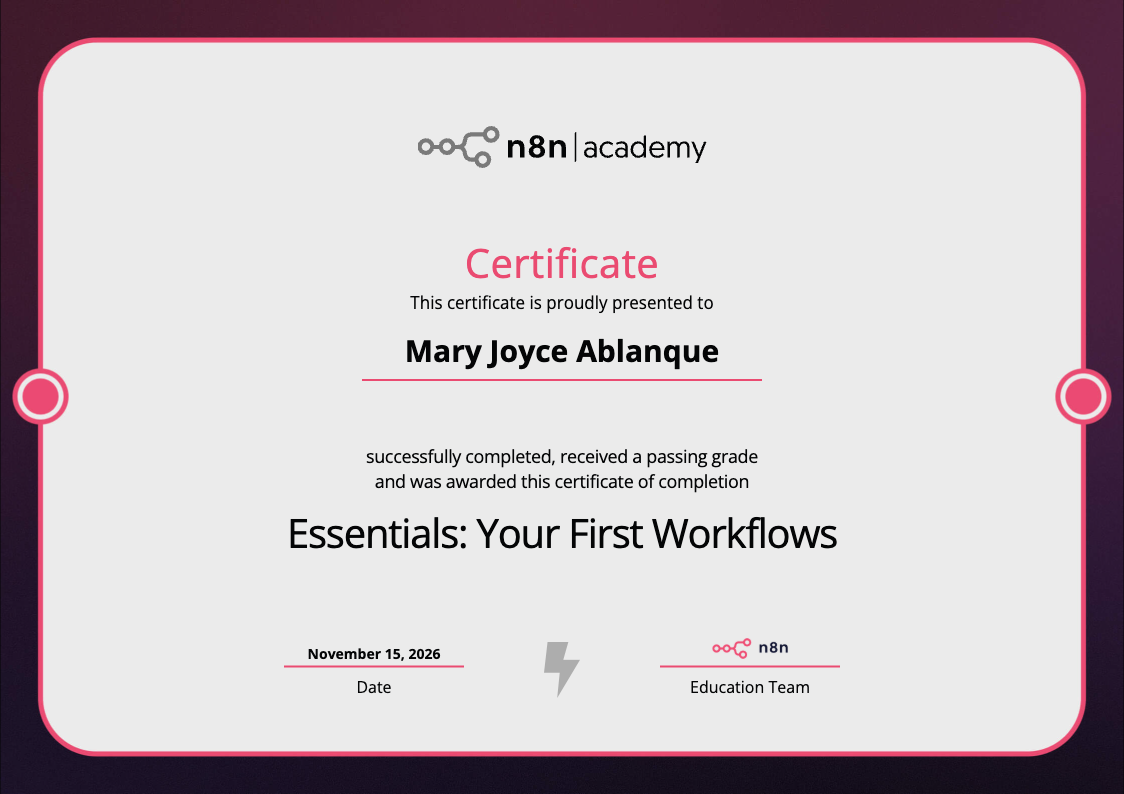 n8n | academy
Certificate
This certificate is proudly presented to
Mary Joyce Ablanque
successfully completed, received a passing grade
and was awarded this certificate of completion
Essentials: Your First Workflows
November 15, 2026
Date
n8n
Education Team